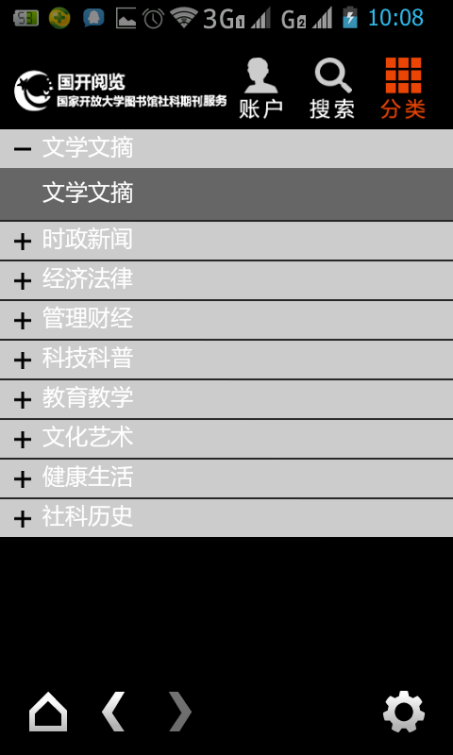 3G G2 10:08
国开阅览
国家开放大学图书馆社科期刊服务
账户 搜索 分类
文学文摘
文学文摘
时政新闻
经济法律
管理财经
科技科普
教育教学
文化艺术
健康生活
社科历史